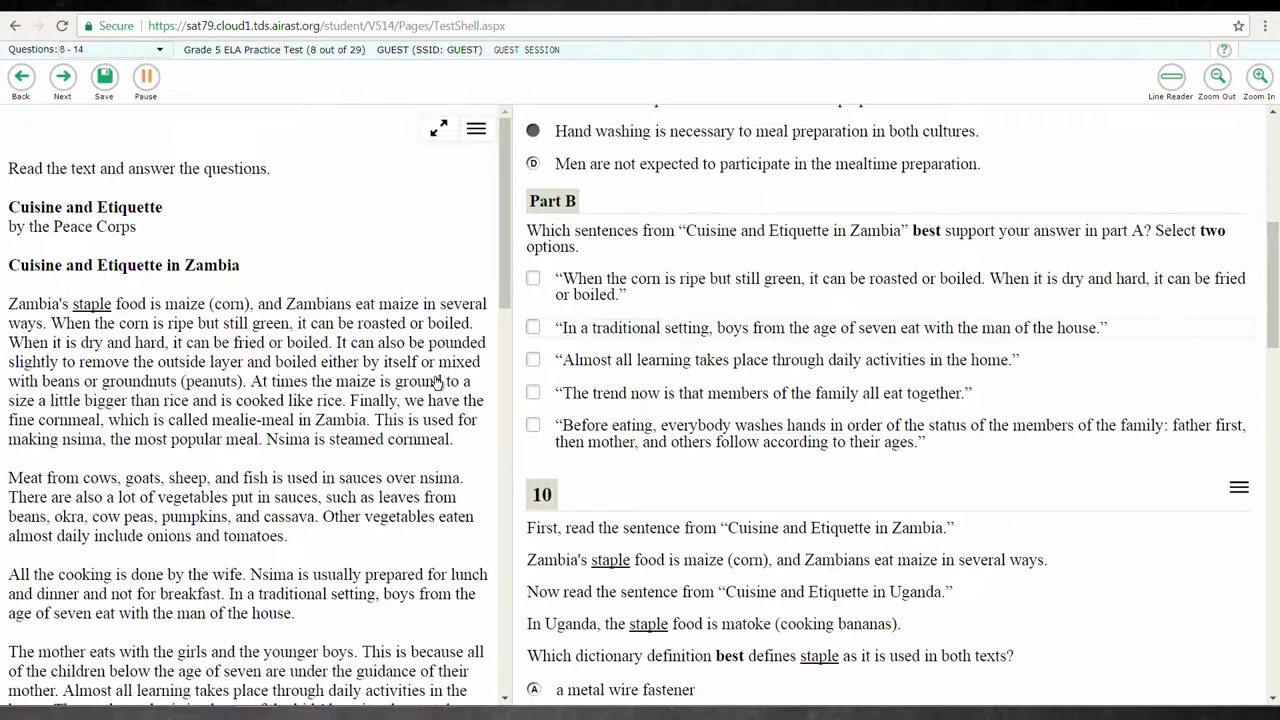 Secure
https://sat79.cloud1.tds.airast.org/student/V514/Pages/TestShell.aspx
Questions: 8 - 14
Grade 5 ELA Practice Test (8 out of 29)
GUEST (SSID: GUEST)
GUEST SESSION
?
Back
Next
Save
Pause
Line Reader
Zoom Out
Zoom In
Read the text and answer the questions.
Cuisine and Etiquette
by the Peace Corps
Cuisine and Etiquette in Zambia
Zambia's staple food is maize (corn), and Zambians eat maize in several
ways. When the corn is ripe but still green, it can be roasted or boiled.
When it is dry and hard, it can be fried or boiled. It can also be pounded
slightly to remove the outside layer and boiled either by itself or mixed
with beans or groundnuts (peanuts). At times the maize is ground to a
size a little bigger than rice and is cooked like rice. Finally, we have the
fine cornmeal, which is called mealie-meal in Zambia. This is used for
making nsima, the most popular meal. Nsima is steamed cornmeal.
Meat from cows, goats, sheep, and fish is used in sauces over nsima.
There are also a lot of vegetables put in sauces, such as leaves from
beans, okra, cow peas, pumpkins, and cassava. Other vegetables eaten
almost daily include onions and tomatoes.
All the cooking is done by the wife. Nsima is usually prepared for lunch
and dinner and not for breakfast. In a traditional setting, boys from the
age of seven eat with the man of the house.
The mother eats with the girls and the younger boys. This is because all
of the children below the age of seven are under the guidance of their
mother. Almost all learning takes place through daily activities in the
Hand washing is necessary to meal preparation in both cultures.
D Men are not expected to participate in the mealtime preparation.
Part B
Which sentences from “Cuisine and Etiquette in Zambia” best support your answer in part A? Select two
options.
“When the corn is ripe but still green, it can be roasted or boiled. When it is dry and hard, it can be fried
or boiled.”
“In a traditional setting, boys from the age of seven eat with the man of the house.”
“Almost all learning takes place through daily activities in the home.”
“The trend now is that members of the family all eat together.”
“Before eating, everybody washes hands in order of the status of the members of the family: father first,
then mother, and others follow according to their ages.”
10
First, read the sentence from “Cuisine and Etiquette in Zambia.”
Zambia's staple food is maize (corn), and Zambians eat maize in several ways.
Now read the sentence from “Cuisine and Etiquette in Uganda.”
In Uganda, the staple food is matoke (cooking bananas).
Which dictionary definition best defines staple as it is used in both texts?
A a metal wire fastener